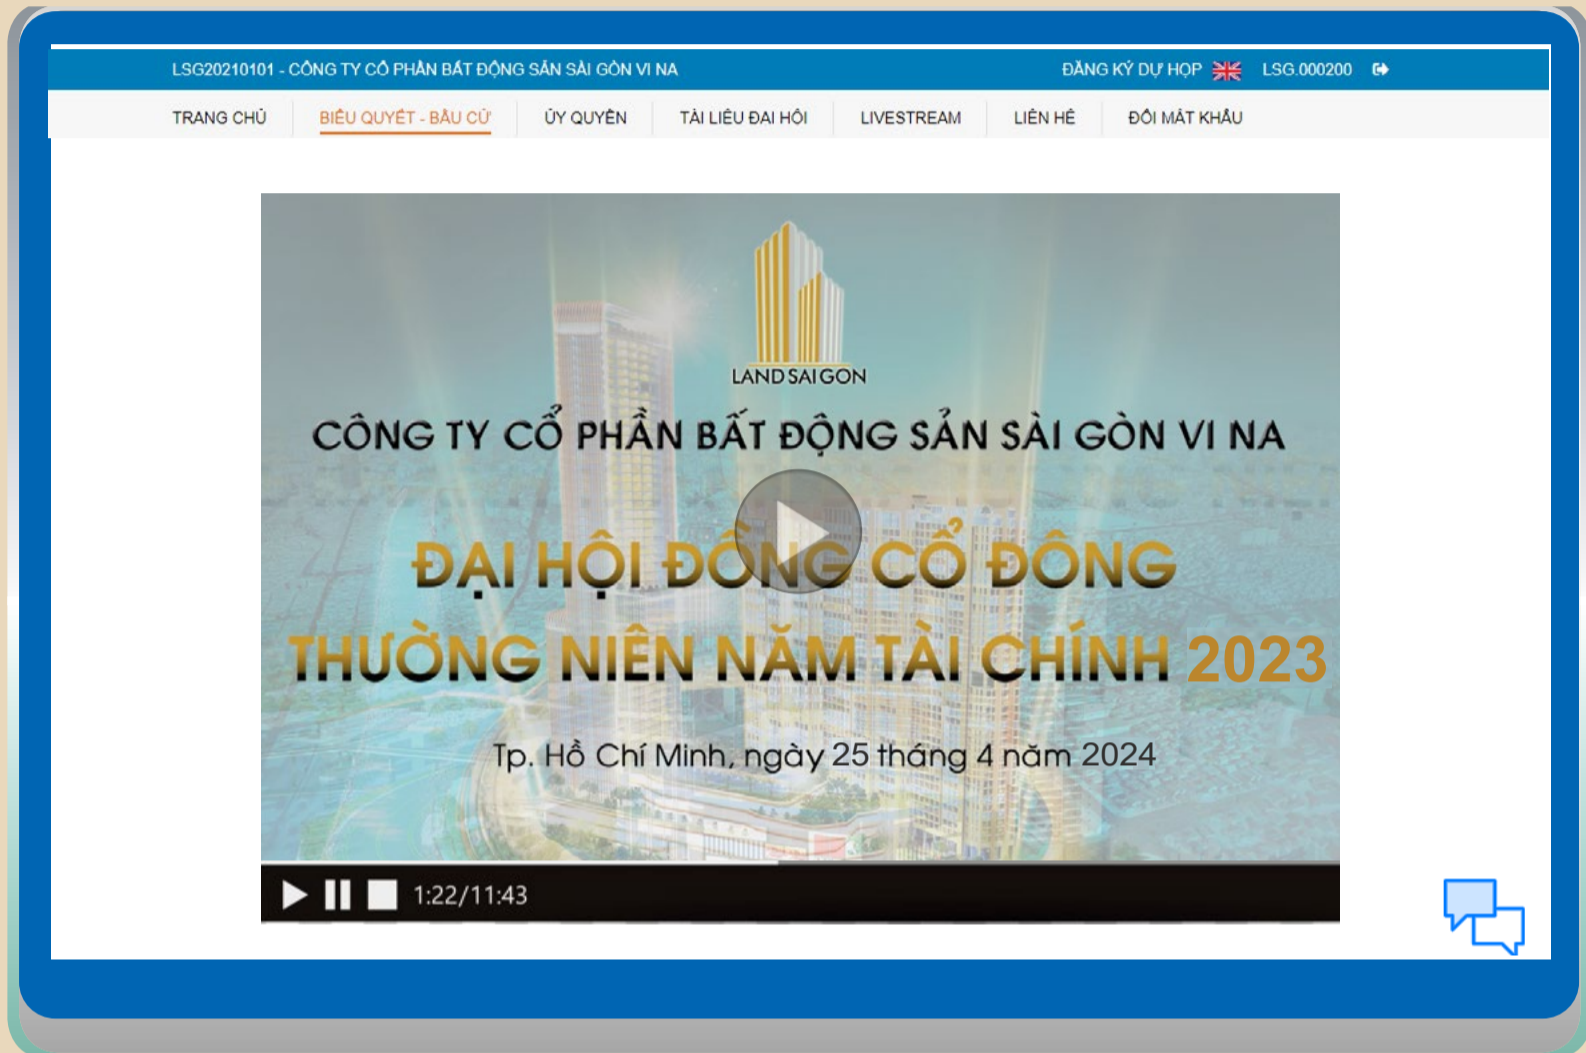 LSG20210101 - CÔNG TY CỔ PHẦN BẤT ĐỘNG SẢN SÀI GÒN VI NA
ĐĂNG KÝ DỰ HỌP LSG.000200
TRANG CHỦ BIỂU QUYẾT - BẦU CỬ ỦY QUYỀN TÀI LIỆU ĐẠI HỘI LIVESTREAM LIÊN HỆ ĐỔI MẬT KHẨU
LAND SAIGON
CÔNG TY CỔ PHẦN BẤT ĐỘNG SẢN SÀI GÒN VI NA
ĐẠI HỘI ĐỒNG CỔ ĐÔNG
THƯỜNG NIÊN NĂM TÀI CHÍNH 2023
Tp. Hồ Chí Minh, ngày 25 tháng 4 năm 2024
1:22/11:43